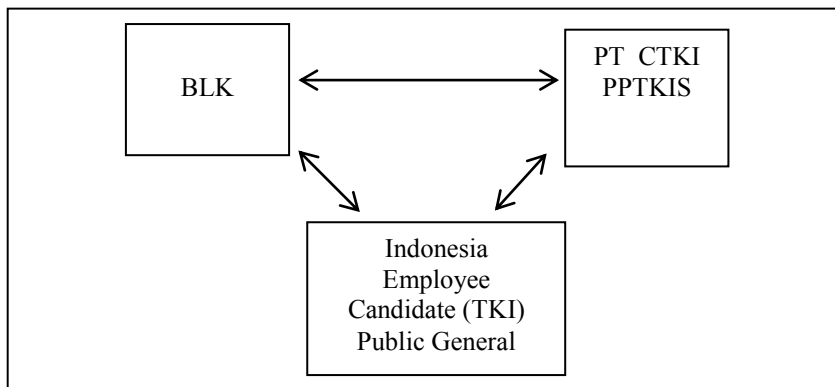 BLK
PT CTKI
PPTKIS
Indonesia
Employee
Candidate (TKI)
Public General